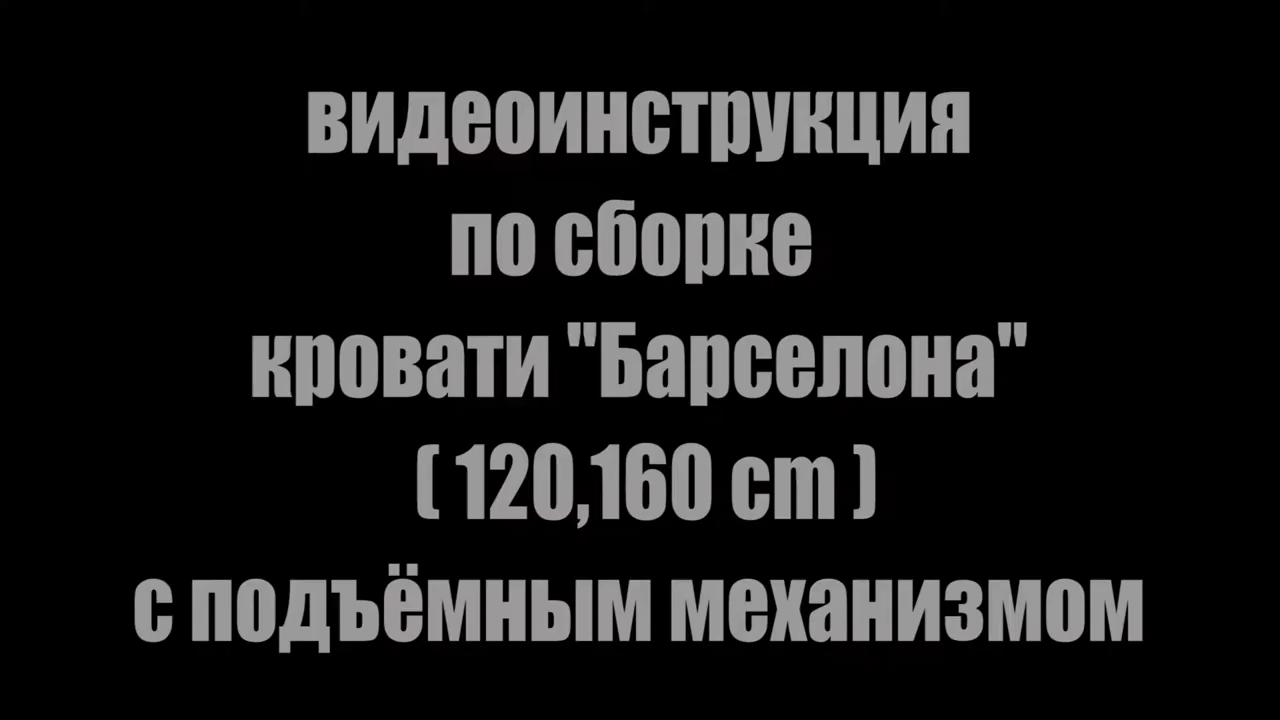 видеоинструкция
по сборке
кровати "Барселона"
( 120,160 cm )
с подъёмным механизмом